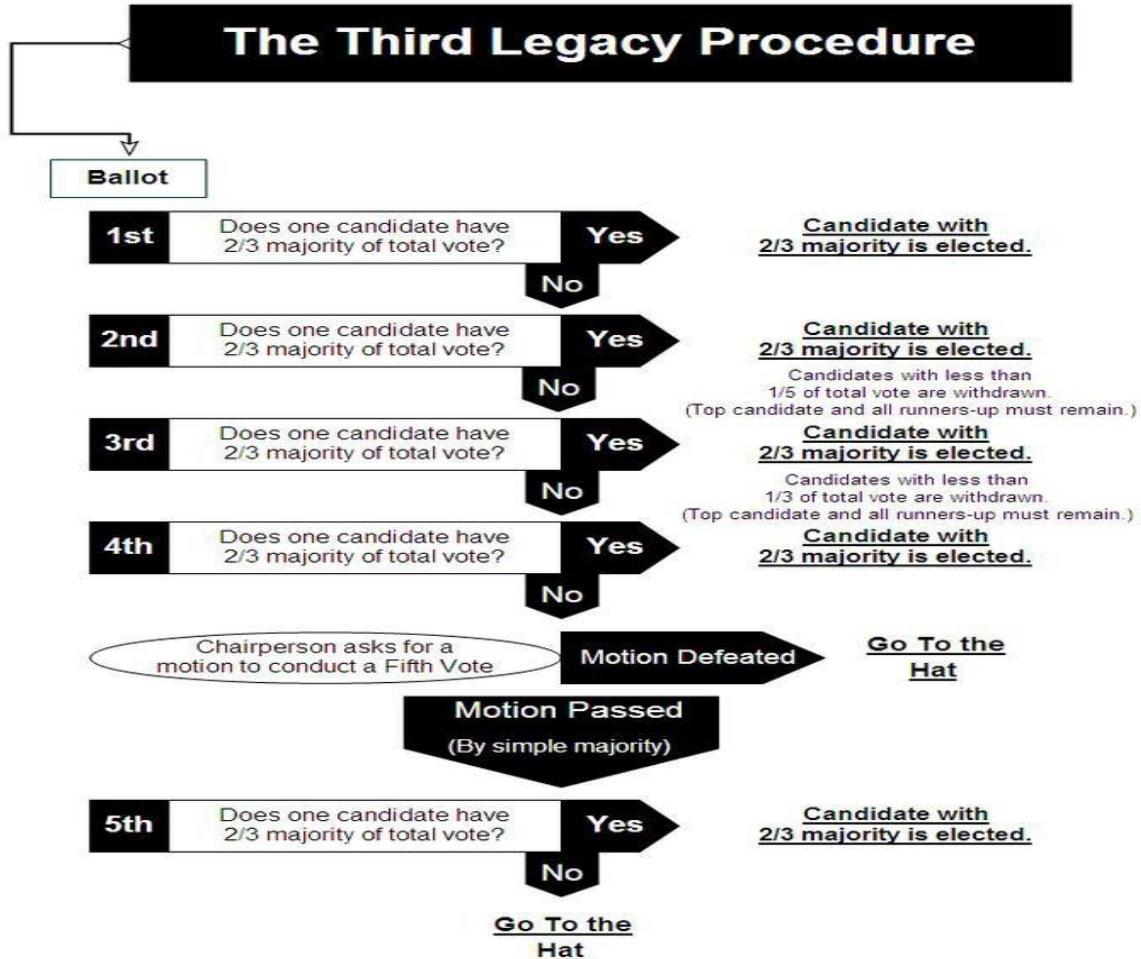 The Third Legacy Procedure
Ballot
1st
Does one candidate have
2/3 majority of total vote?
Yes
Candidate with
2/3 majority is elected.
No
2nd
Does one candidate have
2/3 majority of total vote?
Yes
Candidate with
2/3 majority is elected.
No
Candidates with less than
1/5 of total vote are withdrawn.
(Top candidate and all runners-up must remain.)
3rd
Does one candidate have
2/3 majority of total vote?
Yes
Candidate with
2/3 majority is elected.
No
Candidates with less than
1/3 of total vote are withdrawn.
(Top candidate and all runners-up must remain.)
4th
Does one candidate have
2/3 majority of total vote?
Yes
Candidate with
2/3 majority is elected.
No
Chairperson asks for a
motion to conduct a Fifth Vote
Motion Defeated
Go To the
Hat
Motion Passed
(By simple majority)
5th
Does one candidate have
2/3 majority of total vote?
Yes
Candidate with
2/3 majority is elected.
No
Go To the
Hat